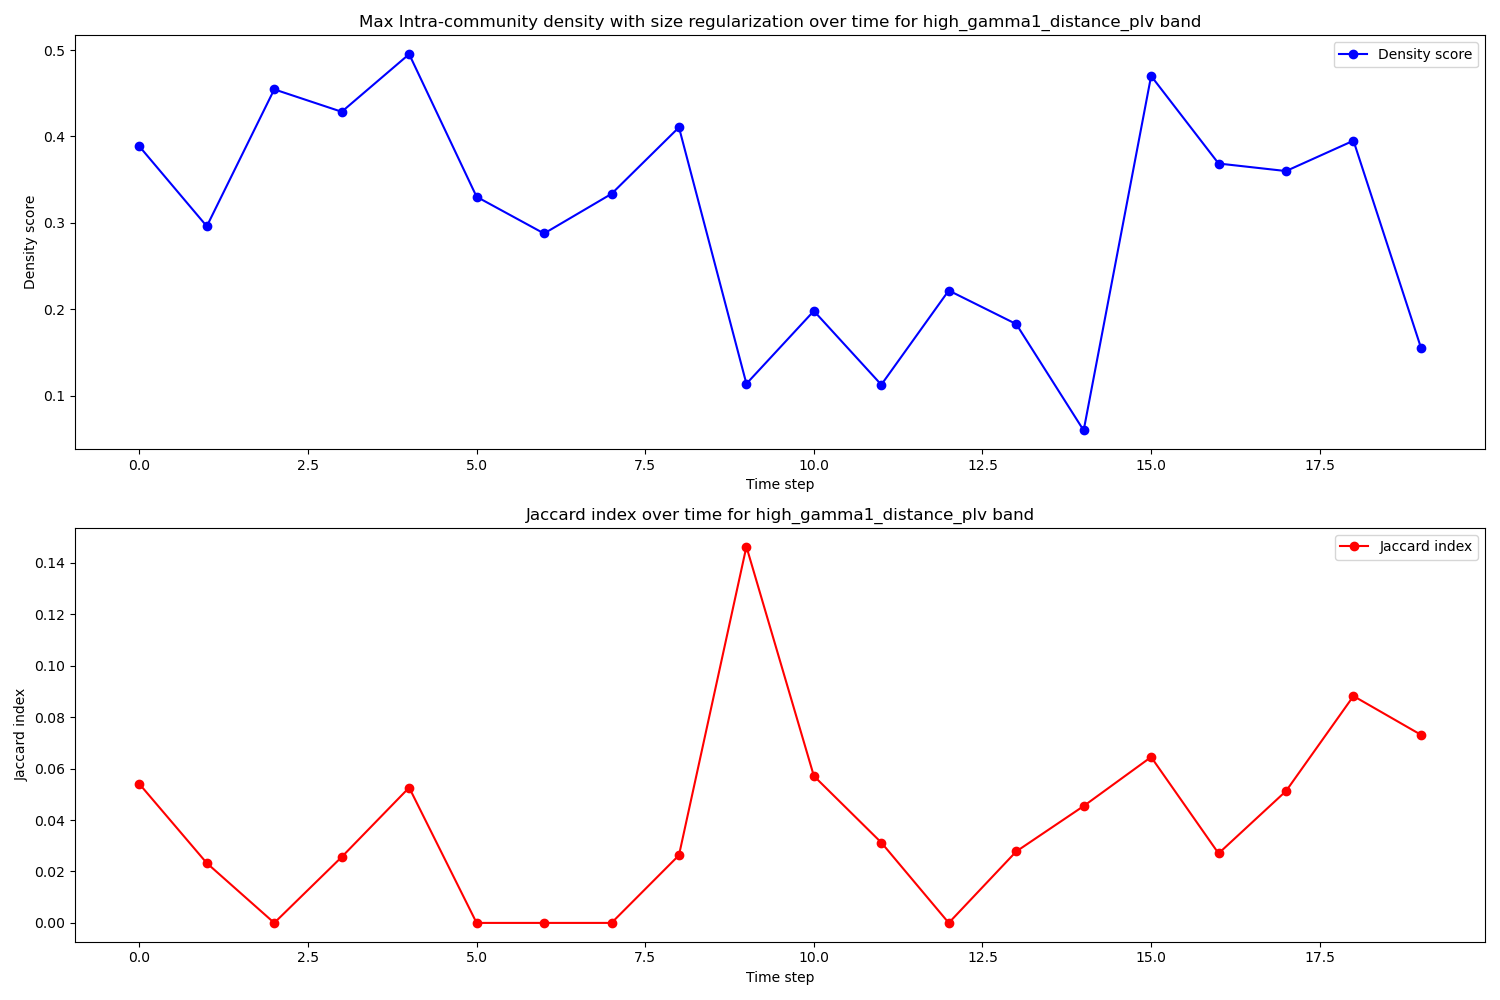 Max Intra-community density with size regularization over time for high_gamma1_distance_plv band
Density score
0.5
0.4
0.3
0.2
0.1
Density score
0.0 2.5 5.0 7.5 10.0 12.5 15.0 17.5
Time step
Jaccard index over time for high_gamma1_distance_plv band
Jaccard index
0.14
0.12
0.10
0.08
0.06
0.04
0.02
0.00
Jaccard index
0.0 2.5 5.0 7.5 10.0 12.5 15.0 17.5
Time step